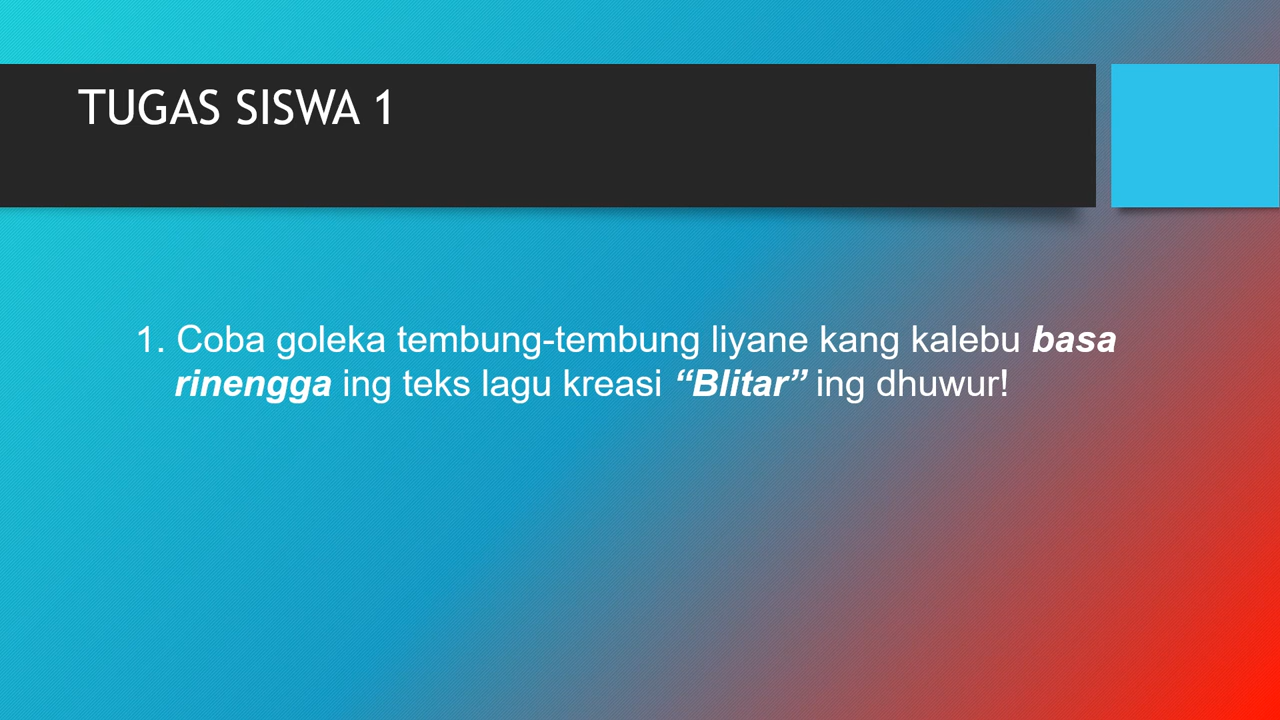 TUGAS SISWA 1
1. Coba goleka tembung-tembung liyane kang kalebu basa
rinengga ing teks lagu kreasi “Blitar” ing dhuwur!